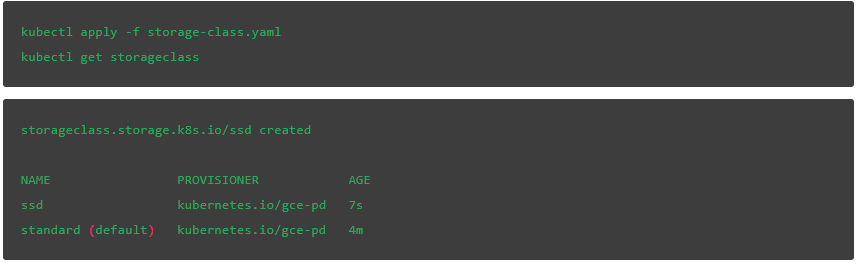 kubectl apply -f storage-class.yaml
kubectl get storageclass
storageclass.storage.k8s.io/ssd created
NAME PROVISIONER AGE
ssd kubernetes.io/gce-pd 7s
standard (default) kubernetes.io/gce-pd 4m